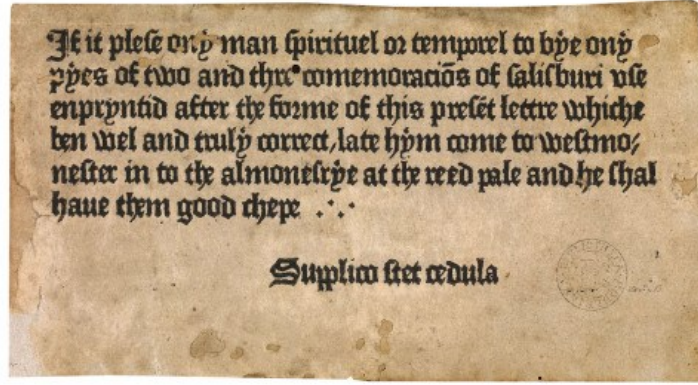 If it plese ony man spirituel or temporel to bye ony
pyes of two and thre comemoracios of salisburi vse
enpryntid after the forme of this preset lettre whiche
ben wel and truly correct, late hym come to westmo-
nester in to the almonesrye at the reed pale and he shal
haue them good chepe .·.
Supplico stet cedula